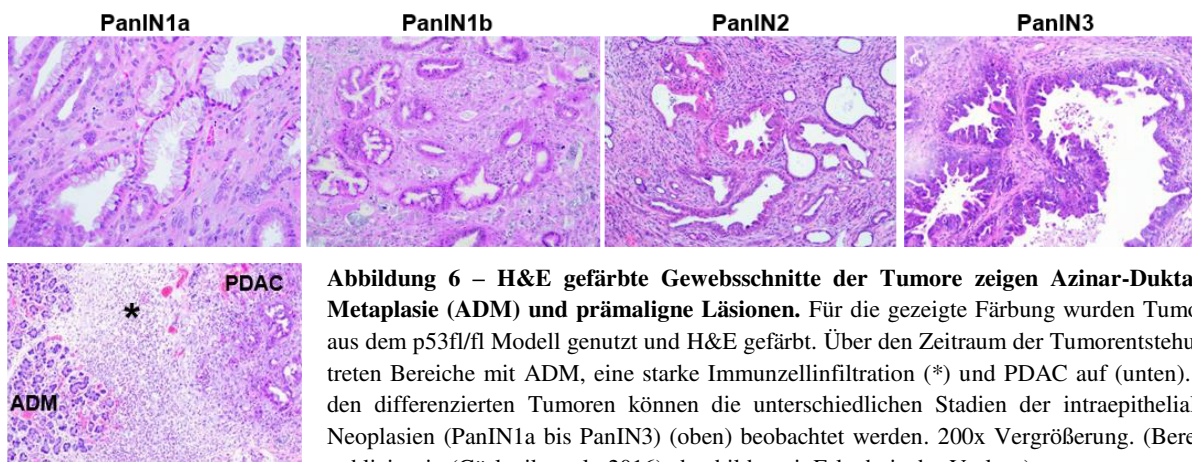 PanIN1a PanIN1b PanIN2 PanIN3
PDAC
*
ADM
Abbildung 6 – H&E gefärbte Gewebsschnitte der Tumore zeigen Azinar-Dukta
Metaplasie (ADM) und prämaligne Läsionen. Für die gezeigte Färbung wurden Tumo
aus dem p53fl/fl Modell genutzt und H&E gefärbt. Über den Zeitraum der Tumorentstehu
treten Bereiche mit ADM, eine starke Immunzellinfiltration (*) und PDAC auf (unten).
den differenzierten Tumoren können die unterschiedlichen Stadien der intraepithelial
Neoplasien (PanIN1a bis PanIN3) (oben) beobachtet werden. 200x Vergrößerung. (Bere